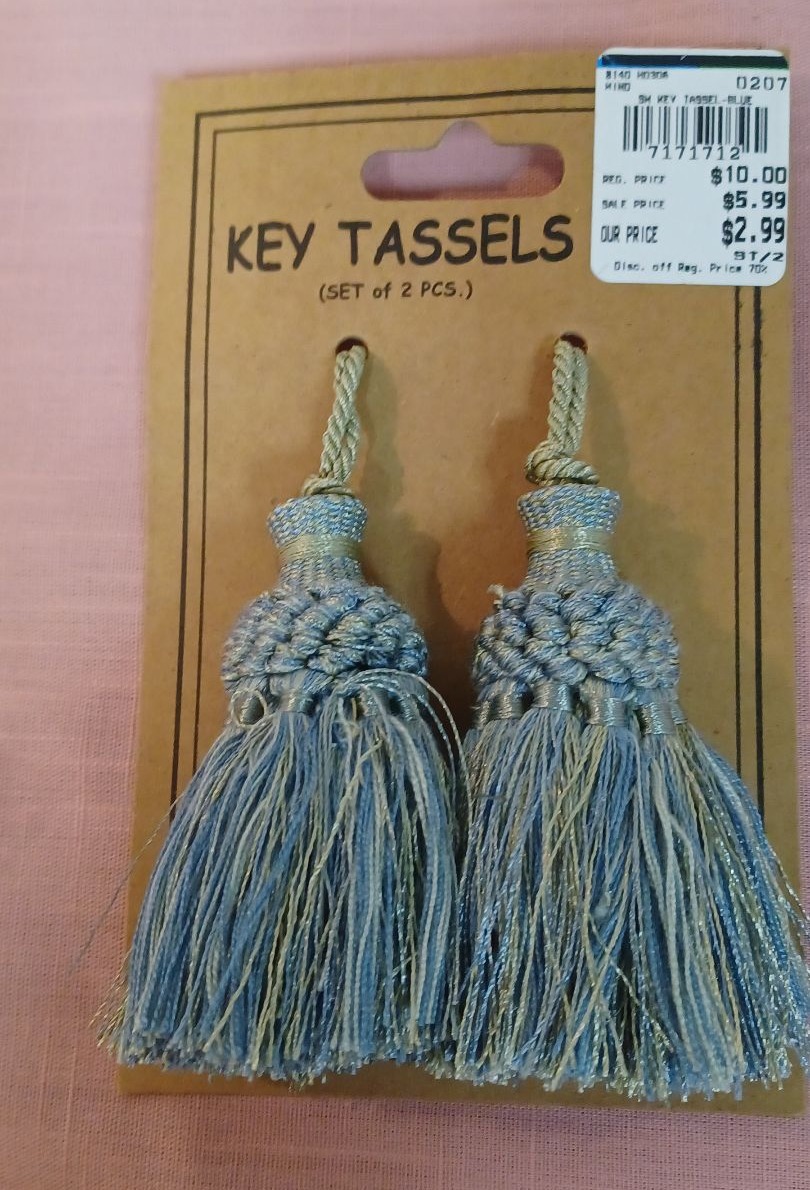 8140 H030A 0207
MIND
SM KEY TASSEL-BLUE
7171712
REG. PRICE $10.00
SALE PRICE $5.99
OUR PRICE $2.99
ST/2
Disc. off Reg. Price 70%
KEY TASSELS
(SET of 2 PCS.)